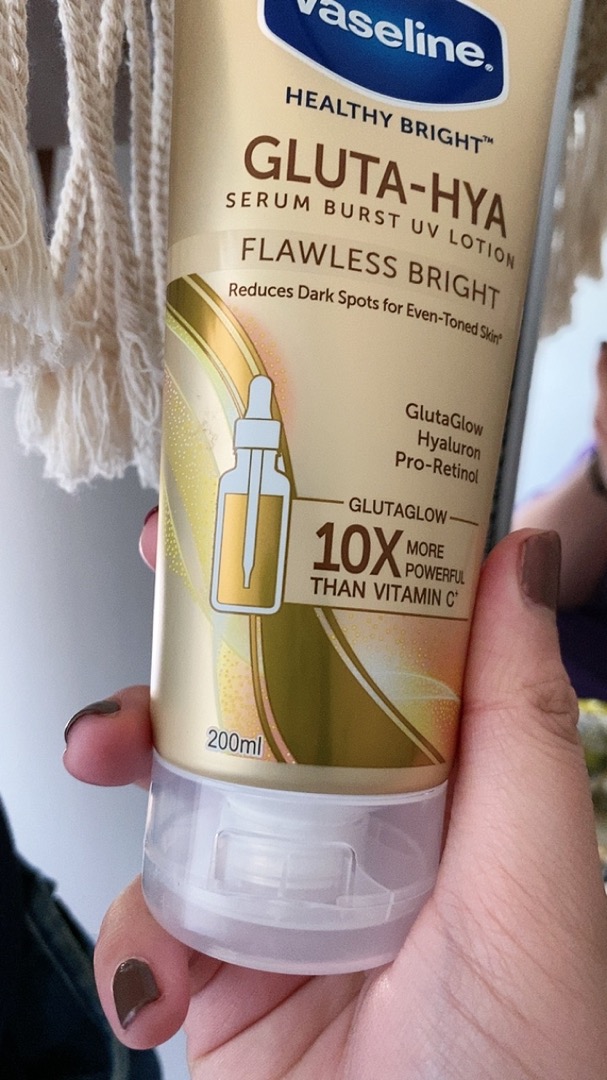 Vaseline.
HEALTHY BRIGHT™
GLUTA-HYA
SERUM BURST UV LOTION
FLAWLESS BRIGHT
Reduces Dark Spots for Even-Toned Skin*
GlutaGlow
Hyaluron
Pro-Retinol
GLUTAGLOW
10X MORE
POWERFUL
THAN VITAMIN C⁺
200ml